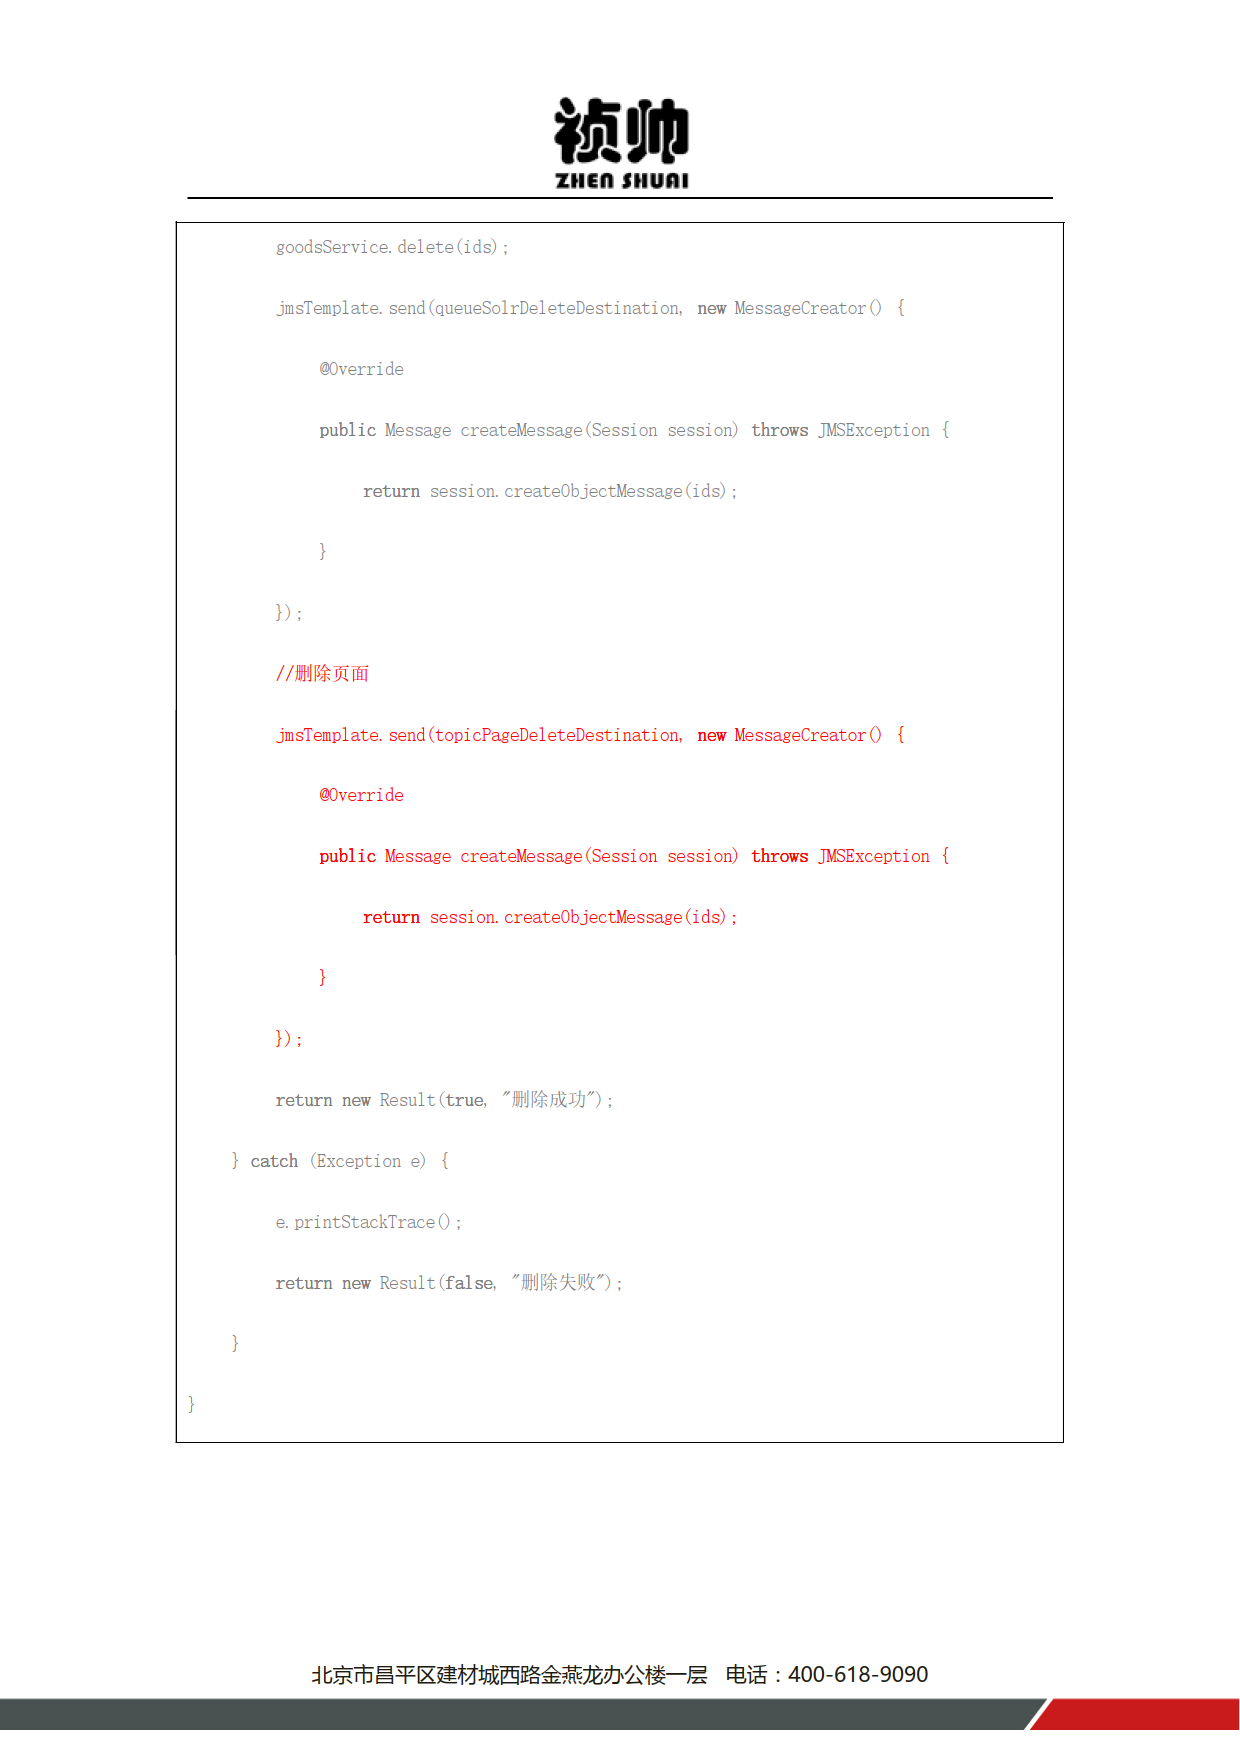 祯帅
ZHEN SHUAI
goodsService.delete(ids);
jmsTemplate.send(queueSolrDeleteDestination, new MessageCreator() {
@Override
public Message createMessage(Session session) throws JMSException {
return session.createObjectMessage(ids);
}
});
//删除页面
jmsTemplate.send(topicPageDeleteDestination, new MessageCreator() {
@Override
public Message createMessage(Session session) throws JMSException {
return session.createObjectMessage(ids);
}
});
return new Result(true, "删除成功");
} catch (Exception e) {
e.printStackTrace();
return new Result(false, "删除失败");
}
}
北京市昌平区建材城西路金燕龙办公楼一层 电话：400-618-9090